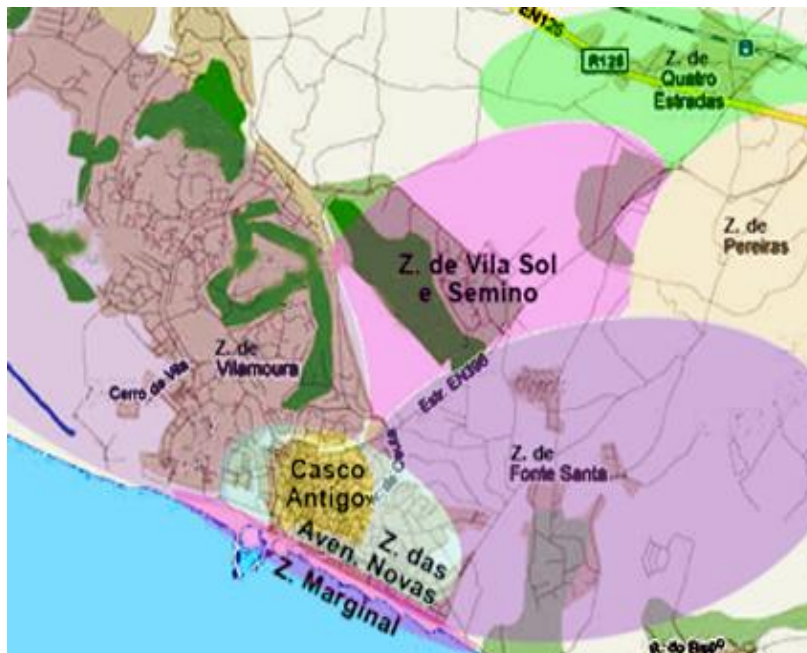 EN125
R125
Z. de
Quatro
Estradas
Z. de
Pereiras
Z. de Vila Sol
e Semino
Z. de
Vilamoura
Cerro da Vila
Estr. EN396
Z. de
Fonte Santa
Casco
Antigo
Z. das
Aven. Novas
Z. Marginal